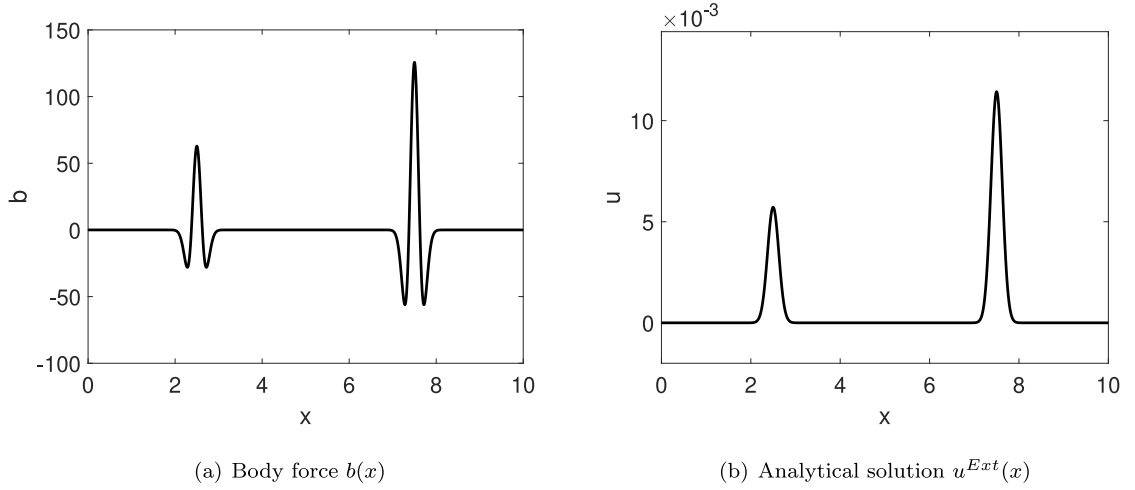 150
100
50
0
-50
-100
b
0 2 4 6 8 10
x
×10⁻³
10
5
0
u
0 2 4 6 8 10
x
(a) Body force b(x)
(b) Analytical solution u^{Ext}(x)